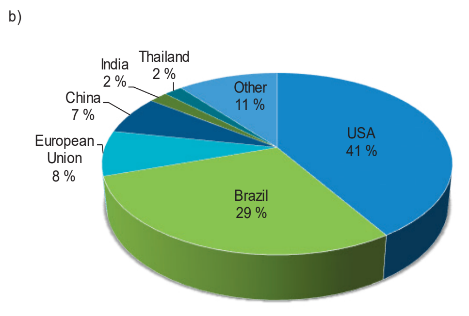 b)
Thailand
2 %
India
2 %
China
7 %
European
Union
8 %
Other
11 %
USA
41 %
Brazil
29 %